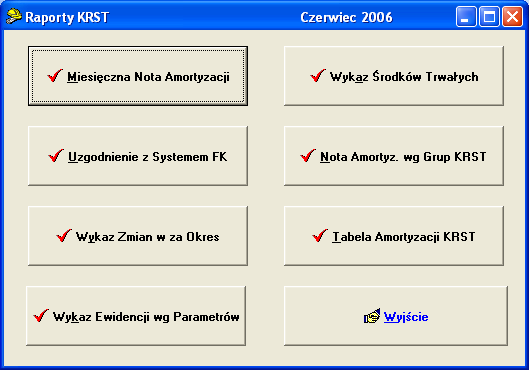 Raporty KRST Czerwiec 2006
Miesięczna Nota Amortyzacji
Wykaz Środków Trwałych
Uzgodnienie z Systemem FK
Nota Amortyz. wg Grup KRST
Wykaz Zmian w za Okres
Tabela Amortyzacji KRST
Wykaz Ewidencji wg Parametrów
Wyjście